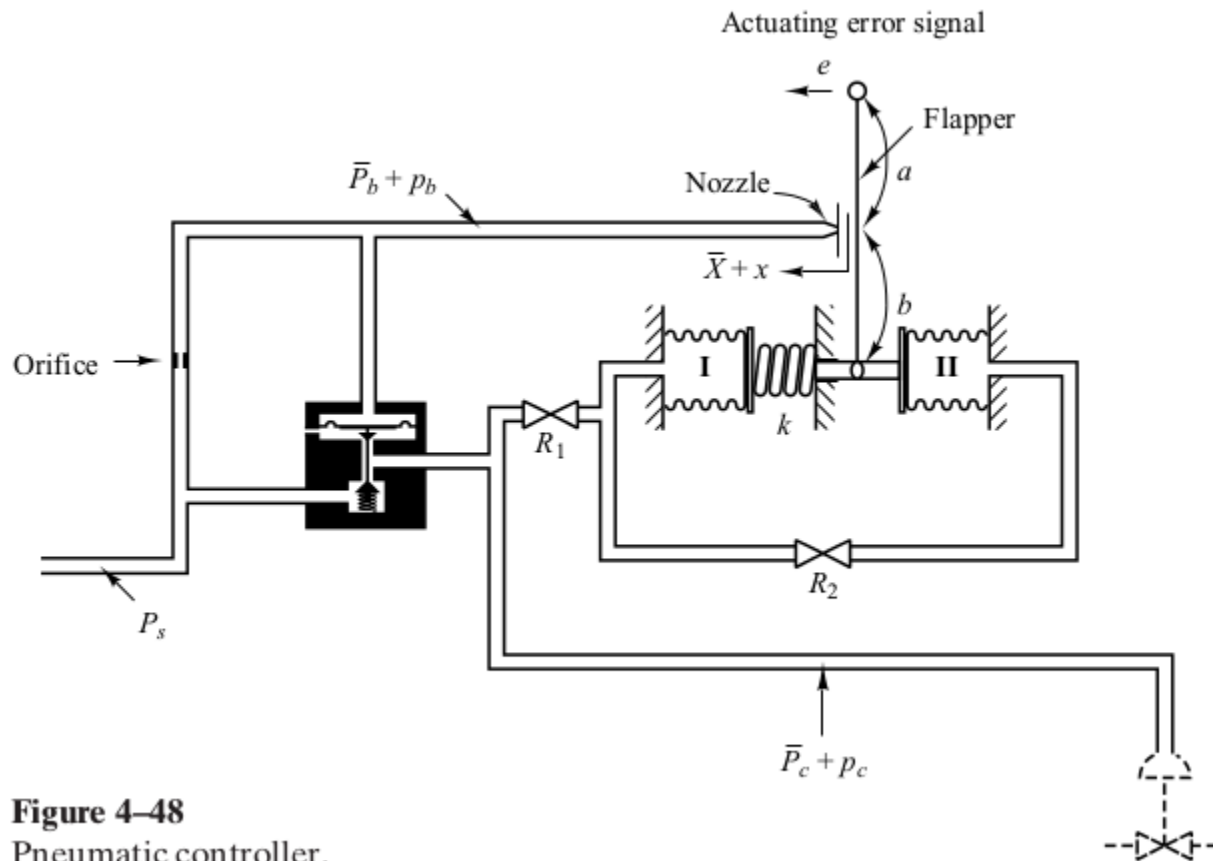 Actuating error signal
e
Flapper
a
P̅b + pb
Nozzle
X̅ + x
b
Orifice
I
II
k
R1
R2
Ps
P̅c + pc
Figure 4–48
Pneumatic controller.